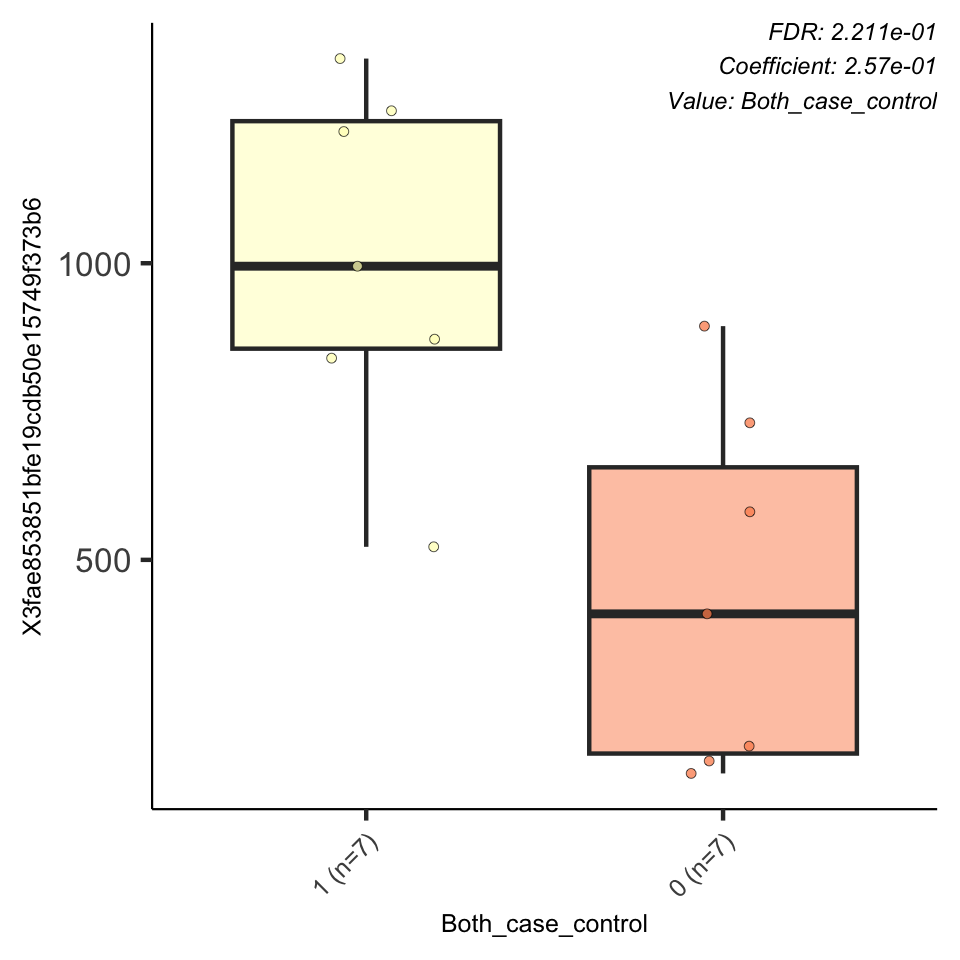 FDR: 2.211e-01
Coefficient: 2.57e-01
Value: Both_case_control
X3fae853851bfe19cdb50e15749f373b6
1000
500
1 (n=7)
0 (n=7)
Both_case_control